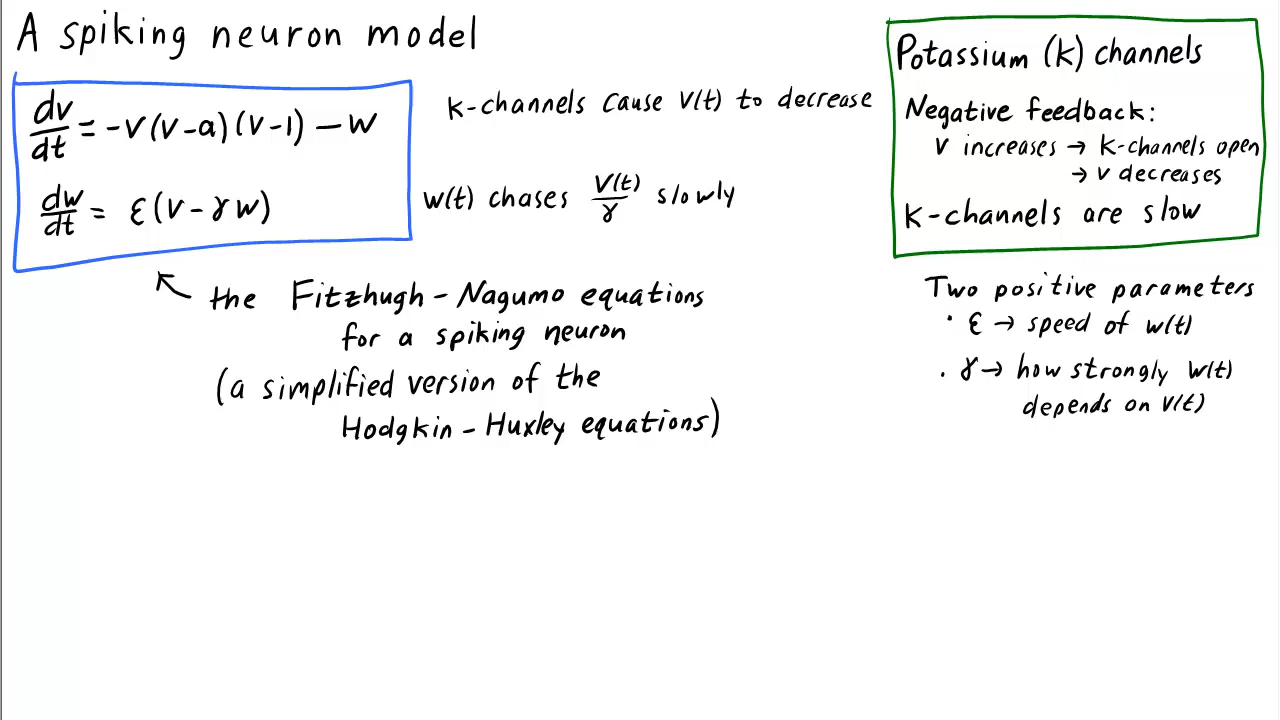 A spiking neuron model
dv/dt = -v(v-a)(v-1) - w
dw/dt = ε(v - γw)
K-channels cause v(t) to decrease
w(t) chases v(t)/γ slowly
the Fitzhugh-Nagumo equations
for a spiking neuron
(a simplified version of the
Hodgkin-Huxley equations)
Potassium (K) channels
Negative feedback:
v increases → K-channels open
→ v decreases
K-channels are slow
Two positive parameters
· ε → speed of w(t)
· γ → how strongly w(t)
depends on v(t)